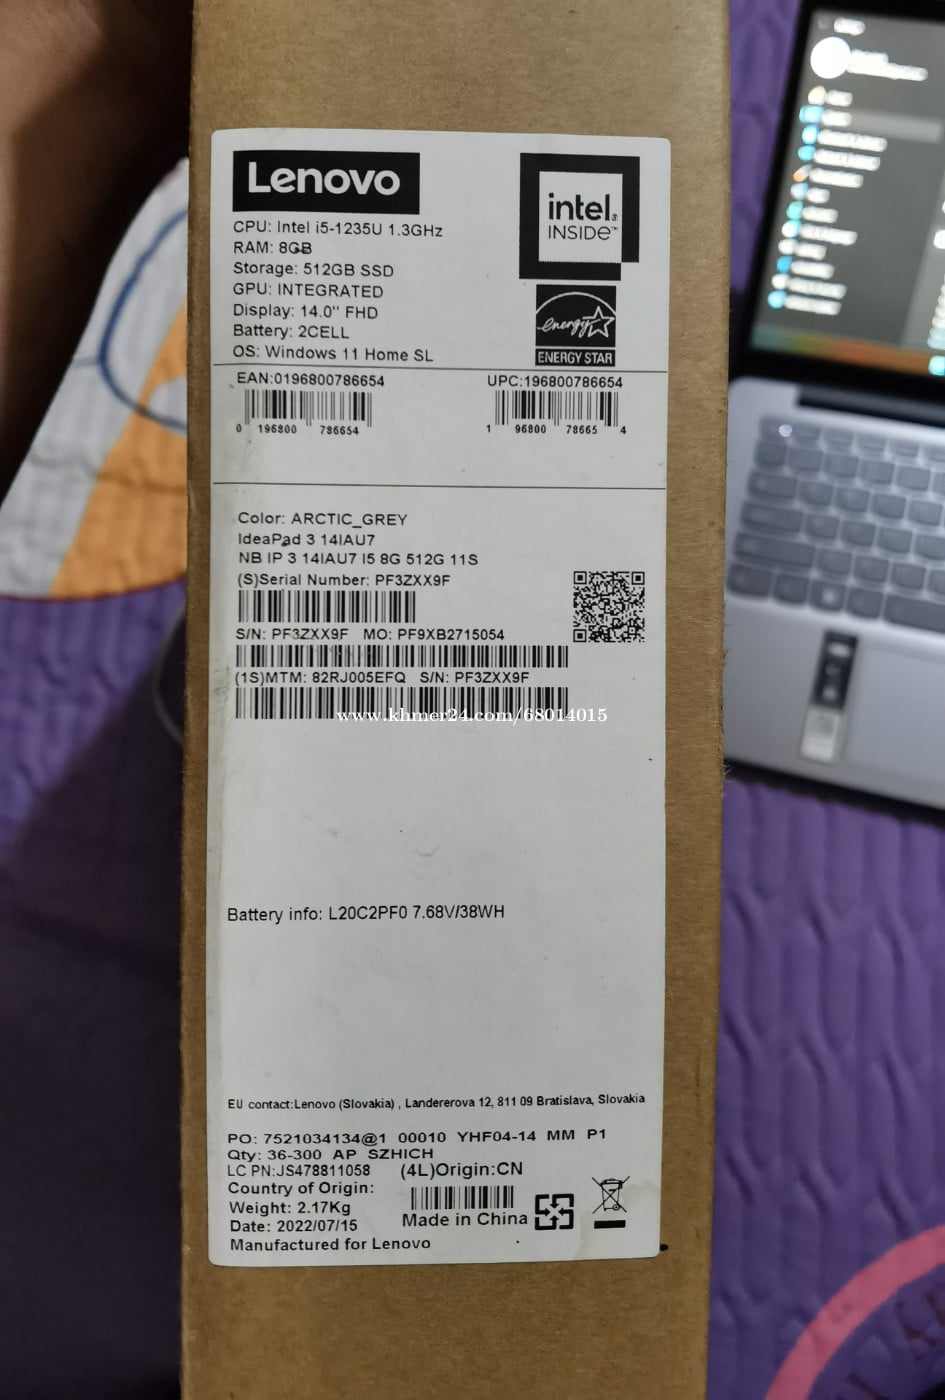 Lenovo
CPU: Intel i5-1235U 1.3GHz
RAM: 8GB
Storage: 512GB SSD
GPU: INTEGRATED
Display: 14.0" FHD
Battery: 2CELL
OS: Windows 11 Home SL
intel.
INSIDE™
energy
ENERGY STAR
EAN:0196800786654
0 196800 786654
UPC:196800786654
1 96800 78665 4
Color: ARCTIC_GREY
IdeaPad 3 14IAU7
NB IP 3 14IAU7 I5 8G 512G 11S
(S)Serial Number: PF3ZXX9F
S/N: PF3ZXX9F MO: PF9XB2715054
(1S)MTM: 82RJ005EFQ S/N: PF3ZXX9F
www.khmer24.com/68014015
Battery info: L20C2PF0 7.68V/38WH
EU contact:Lenovo (Slovakia) , Landererova 12, 811 09 Bratislava, Slovakia
PO: 7521034134@1 00010 YHF04-14 MM P1
Qty: 36-300 AP SZHICH
LC PN:JS478811058 (4L)Origin:CN
Country of Origin:
Weight: 2.17Kg
Made in China
Date: 2022/07/15
Manufactured for Lenovo